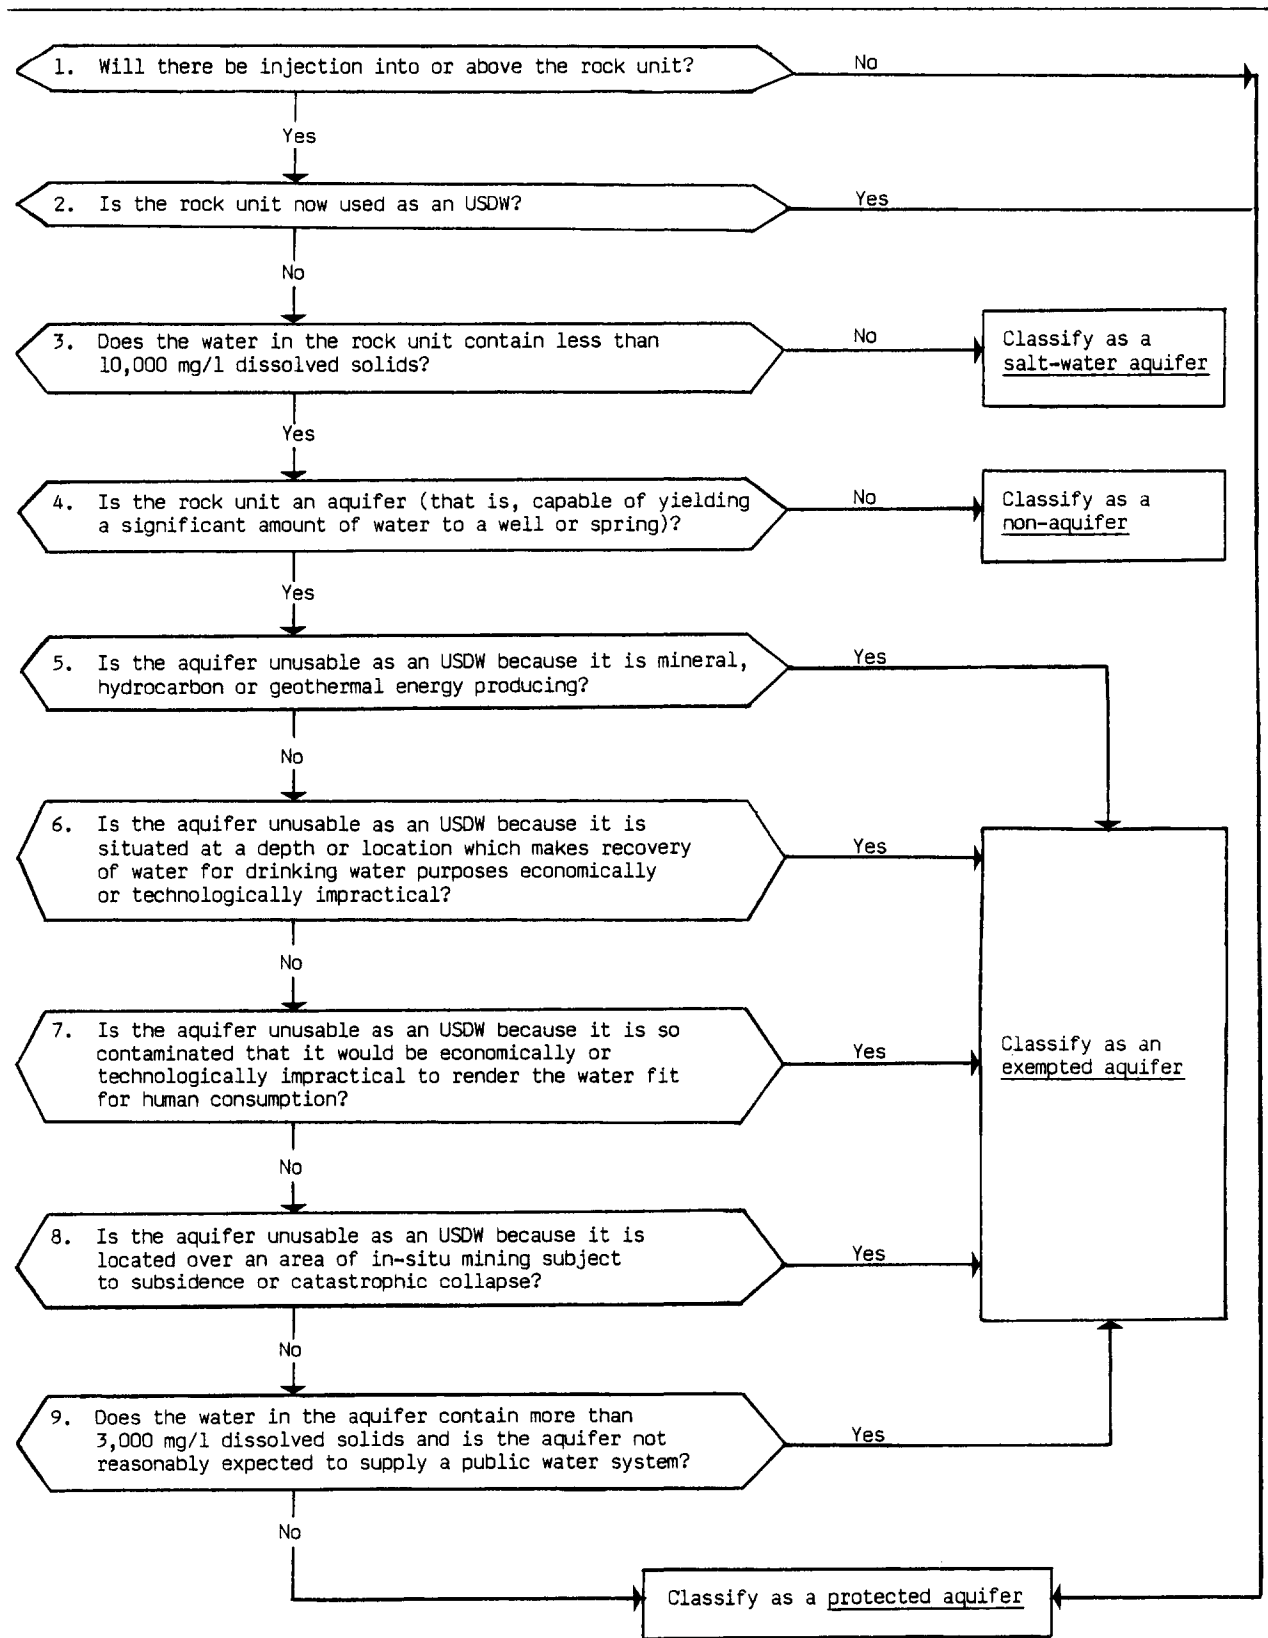 1. Will there be injection into or above the rock unit?
No
Yes
2. Is the rock unit now used as an USDW?
Yes
No
3. Does the water in the rock unit contain less than
10,000 mg/l dissolved solids?
No
Classify as a
salt-water aquifer
Yes
4. Is the rock unit an aquifer (that is, capable of yielding
a significant amount of water to a well or spring)?
No
Classify as a
non-aquifer
Yes
5. Is the aquifer unusable as an USDW because it is mineral,
hydrocarbon or geothermal energy producing?
Yes
No
6. Is the aquifer unusable as an USDW because it is
situated at a depth or location which makes recovery
of water for drinking water purposes economically
or technologically impractical?
Yes
No
7. Is the aquifer unusable as an USDW because it is so
contaminated that it would be economically or
technologically impractical to render the water fit
for human consumption?
Yes
Classify as an
exempted aquifer
No
8. Is the aquifer unusable as an USDW because it is
located over an area of in-situ mining subject
to subsidence or catastrophic collapse?
Yes
No
9. Does the water in the aquifer contain more than
3,000 mg/l dissolved solids and is the aquifer not
reasonably expected to supply a public water system?
Yes
No
Classify as a protected aquifer